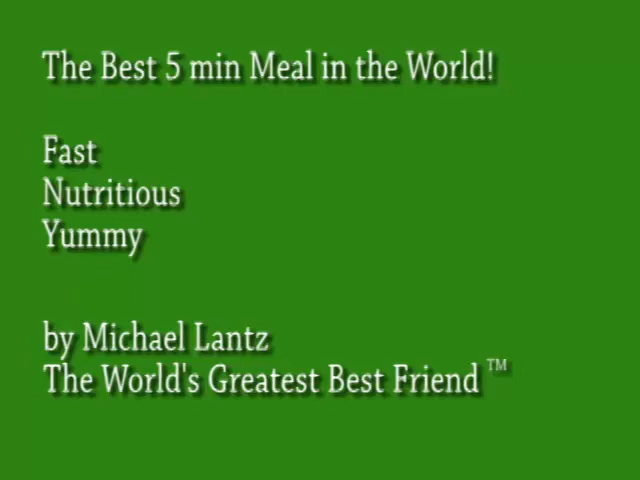 The Best 5 min Meal in the World!
Fast
Nutritious
Yummy
by Michael Lantz
The World's Greatest Best Friend ™